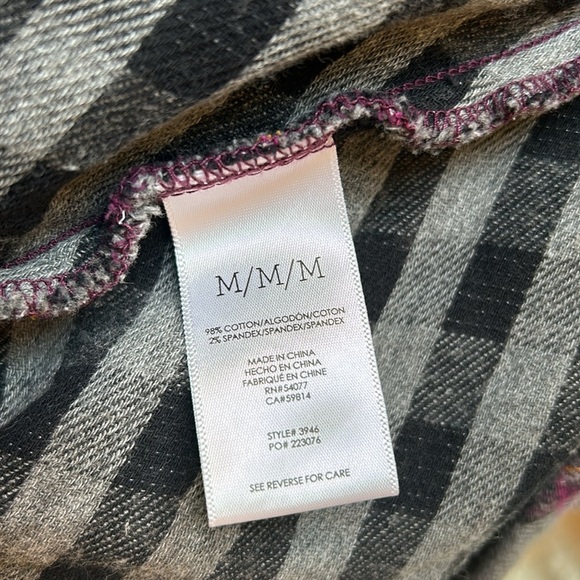 M/M/M
98% COTTON/ALGODÓN/COTON
2% SPANDEX/SPANDEX/SPANDEX
MADE IN CHINA
HECHO EN CHINA
FABRIQUÉ EN CHINE
RN#54077
CA#59814
STYLE# 3946
PO# 223076
SEE REVERSE FOR CARE